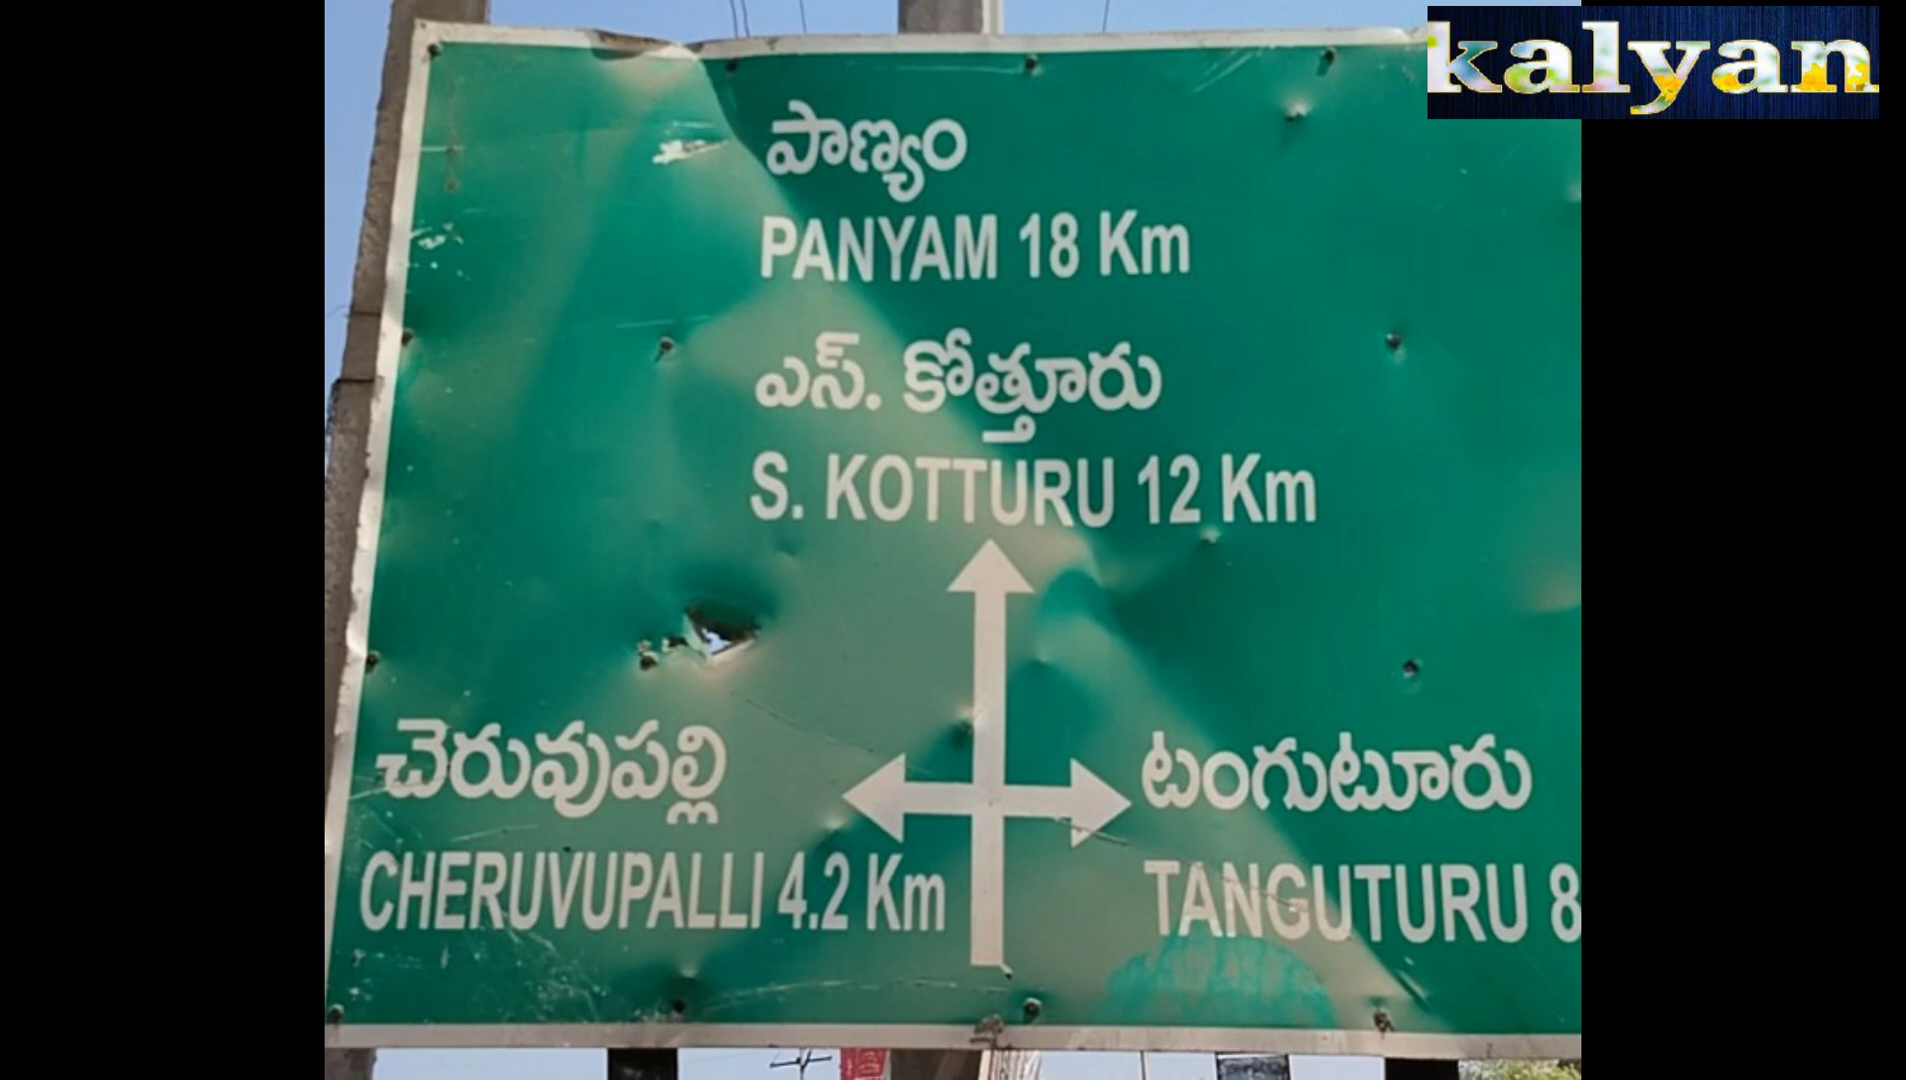 kalyan
పాణ్యం
PANYAM 18 Km
ఎస్. కోత్తూరు
S. KOTTURU 12 Km
చెరువుపల్లి
CHERUVUPALLI 4.2 Km
టంగుటూరు
TANGUTURU 8